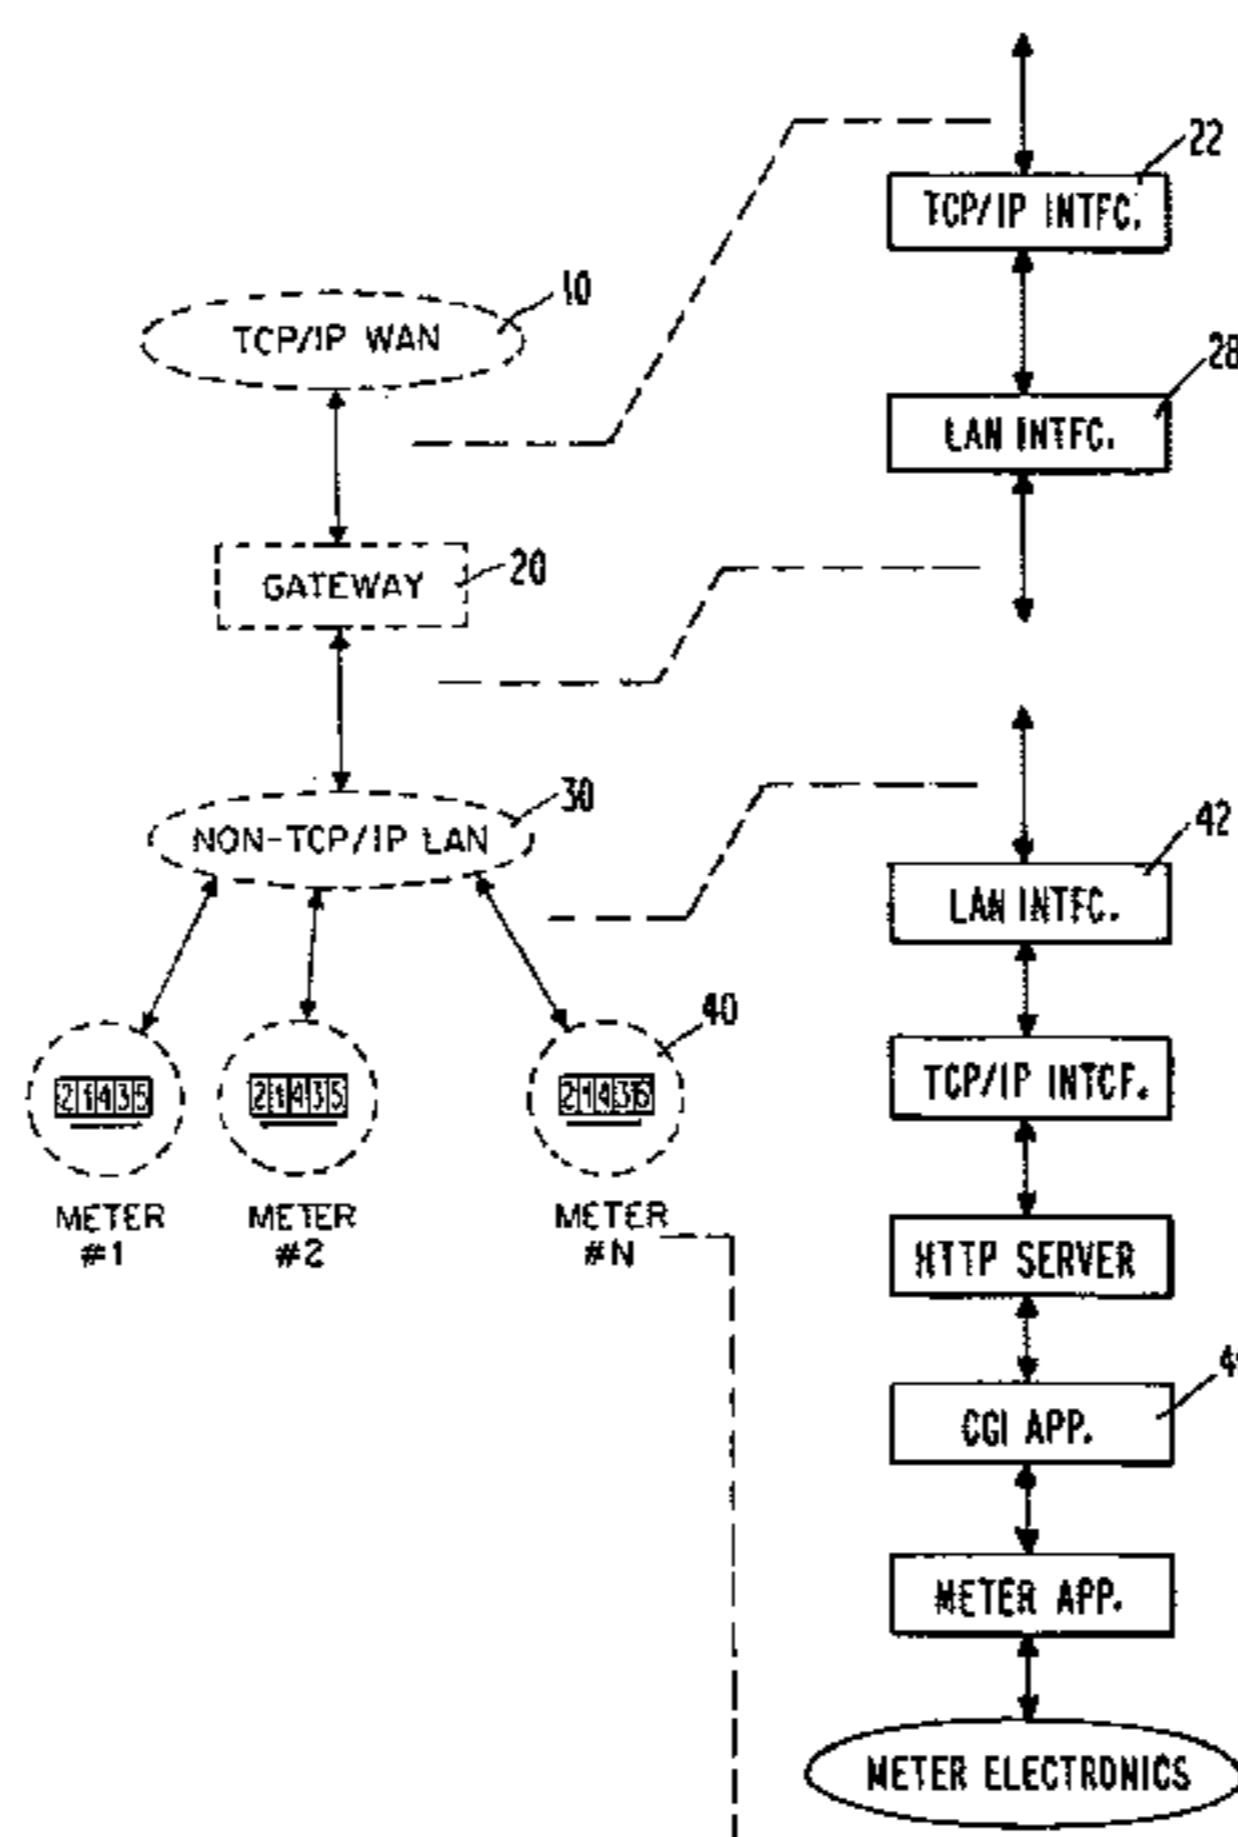 22
TCP/IP INTFC.
10
TCP/IP WAN
28
LAN INTFC.
20
GATEWAY
30
NON-TCP/IP LAN
42
LAN INTFC.
40
TCP/IP INTCF.
21435
21435
METER
#1
METER
#2
METER
#N
HTTP SERVER
CGI APP.
METER APP.
METER ELECTRONICS